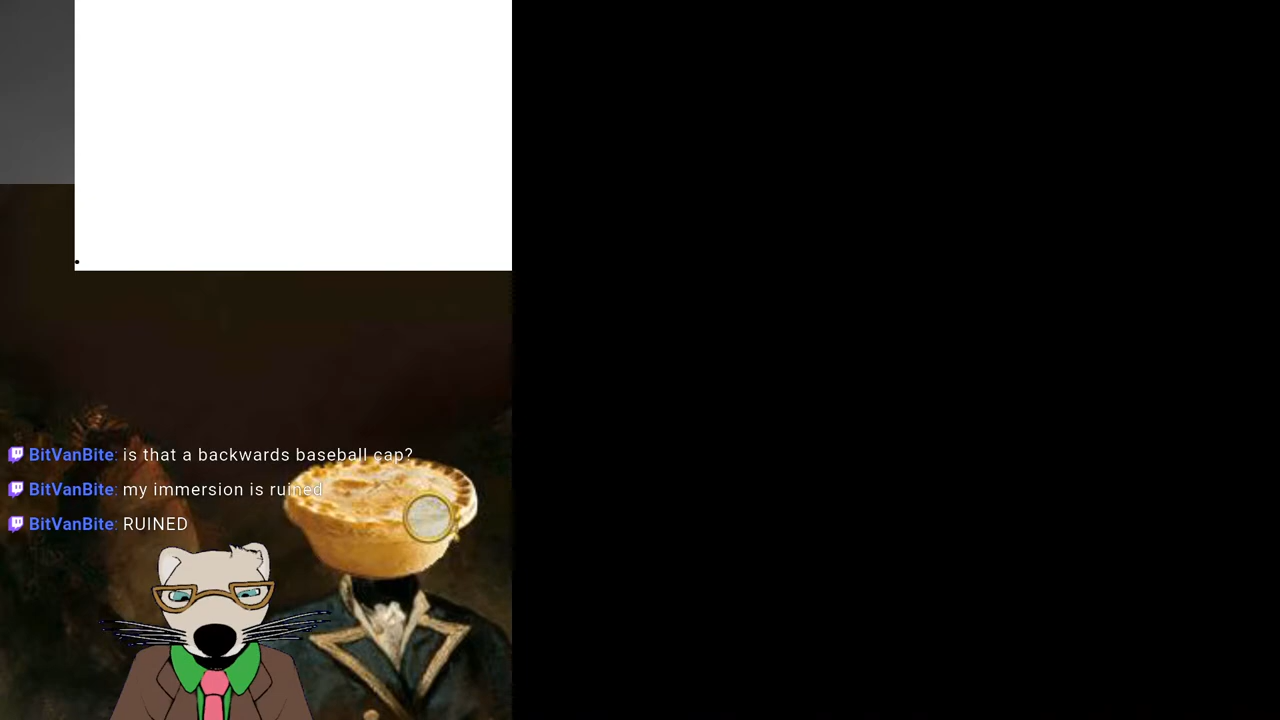 BitVanBite: is that a backwards baseball cap?
BitVanBite: my immersion is ruined
BitVanBite: RUINED